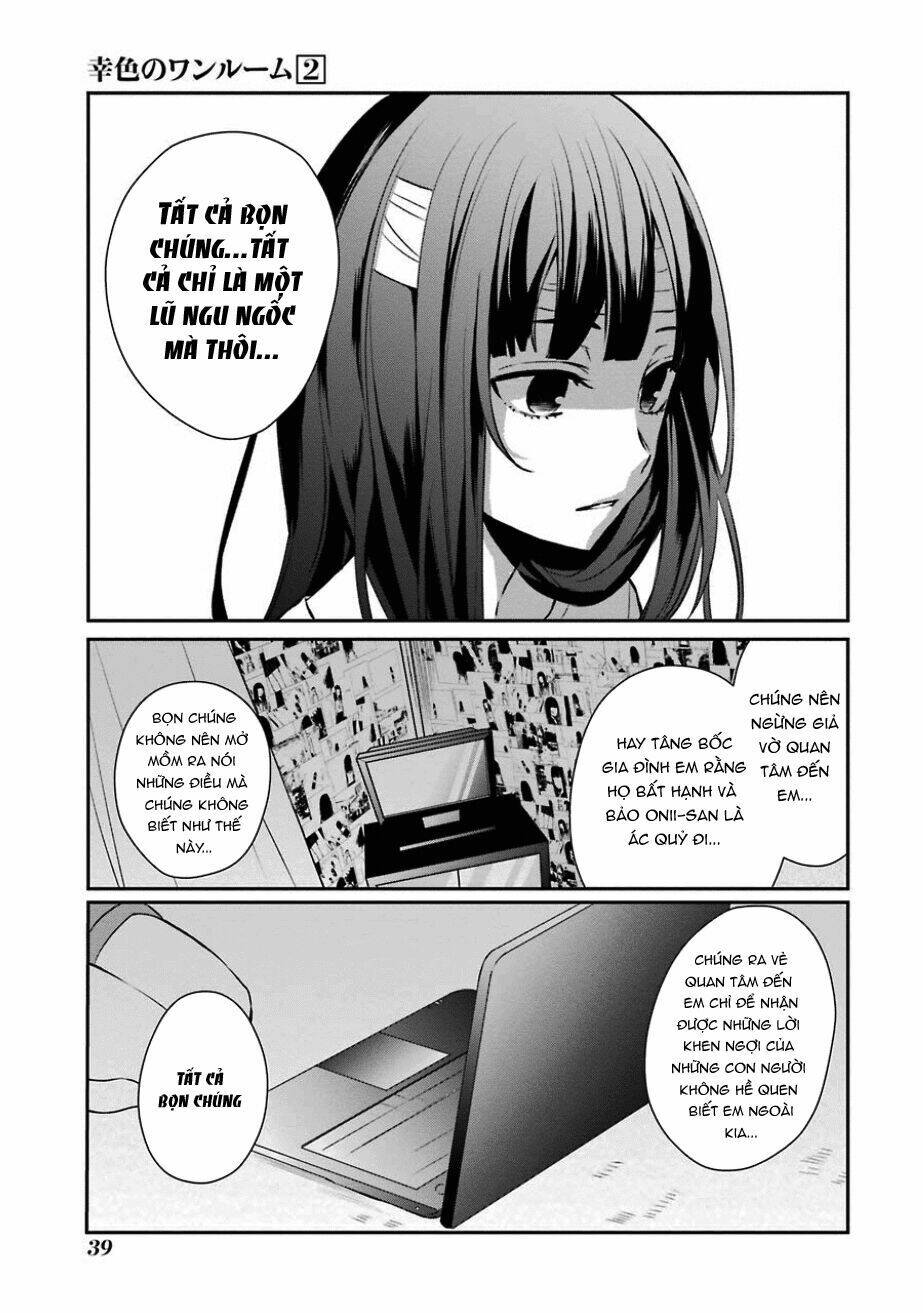 幸色のワンルーム 2
TẤT CẢ BỌN
CHÚNG...TẤT
CẢ CHỈ LÀ MỘT
LŨ NGU NGỐC
MÀ THÔI...
CHÚNG NÊN
NGỪNG GIẢ
VỜ QUAN
TÂM ĐẾN
EM...
HAY TÂNG BỐC
GIA ĐÌNH EM RẰNG
HỌ BẤT HẠNH VÀ
BẢO ONII-SAN LÀ
ÁC QUỶ ĐI...
BỌN CHÚNG
KHÔNG NÊN MỞ
MỒM RA NÓI
NHỮNG ĐIỀU MÀ
CHÚNG KHÔNG
BIẾT NHƯ THẾ
NÀY...
CHÚNG RA VẺ
QUAN TÂM ĐẾN
EM CHỈ ĐỂ NHẬN
ĐƯỢC NHỮNG LỜI
KHEN NGỢI CỦA
NHỮNG CON NGƯỜI
KHÔNG HỀ QUEN
BIẾT EM NGOÀI
KIA...
TẤT CẢ
BỌN CHÚNG
39